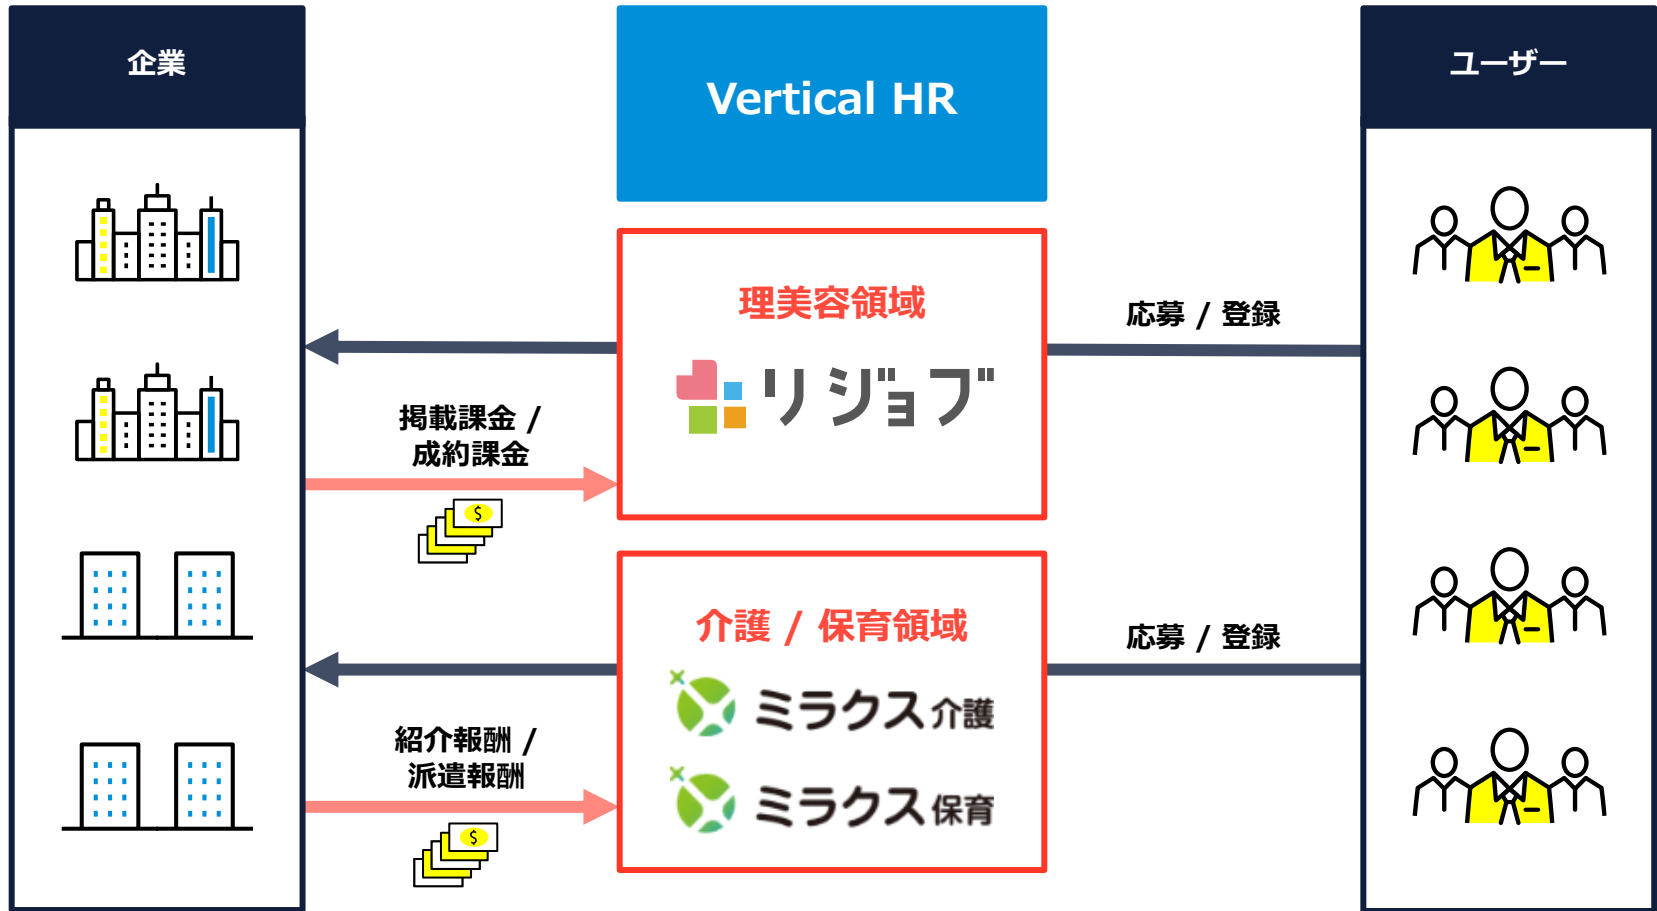 企業
Vertical HR
ユーザー
理美容領域
リジョブ
応募 / 登録
掲載課金 /
成約課金
$
介護 / 保育領域
ミラクス介護
ミラクス保育
応募 / 登録
紹介報酬 /
派遣報酬
$